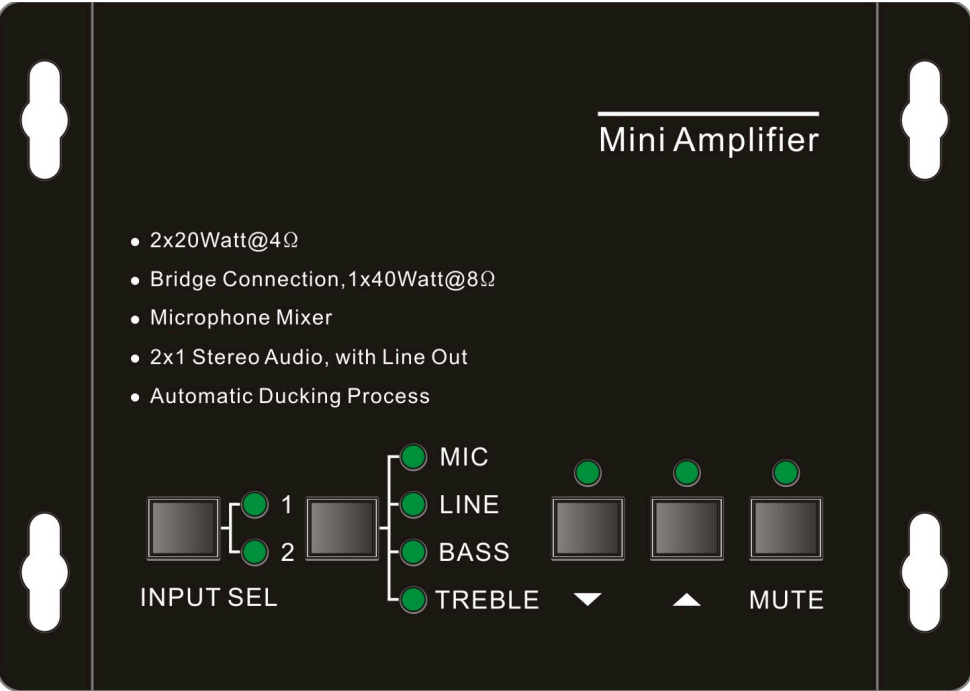 Mini Amplifier
• 2x20Watt@4Ω
• Bridge Connection,1x40Watt@8Ω
• Microphone Mixer
• 2x1 Stereo Audio, with Line Out
• Automatic Ducking Process
1
2
INPUT SEL
MIC
LINE
BASS
TREBLE
MUTE